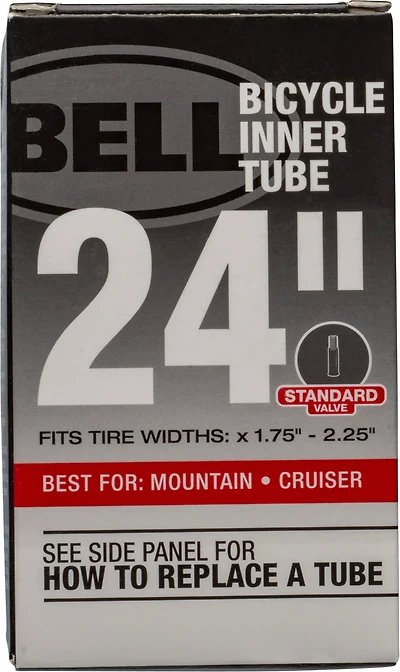 BELL
BICYCLE
INNER
TUBE
24"
STANDARD
VALVE
FITS TIRE WIDTHS: x 1.75" - 2.25"
BEST FOR: MOUNTAIN • CRUISER
SEE SIDE PANEL FOR
HOW TO REPLACE A TUBE